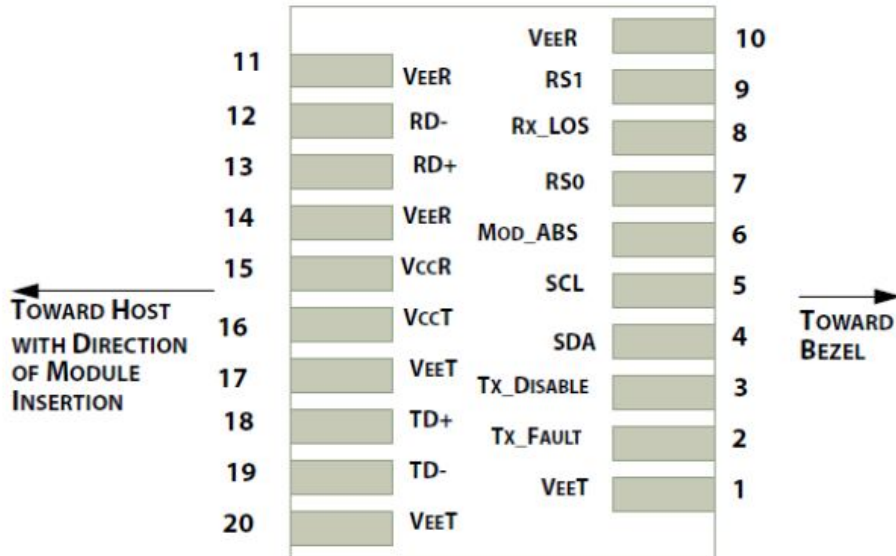 11 VEER
12 RD-
13 RD+
14 VEER
15 VCCR
16 VCCT
17 VEET
18 TD+
19 TD-
20 VEET
VEER 10
RS1 9
RX_LOS 8
RS0 7
MOD_ABS 6
SCL 5
SDA 4
TX_DISABLE 3
TX_FAULT 2
VEET 1
TOWARD HOST
WITH DIRECTION
OF MODULE
INSERTION
TOWARD
BEZEL